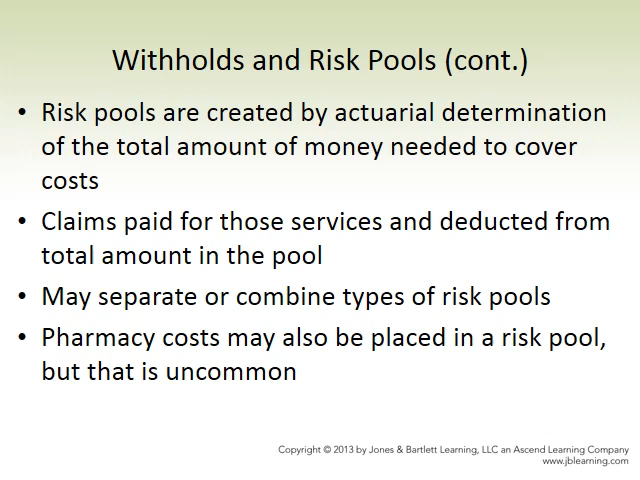 Withholds and Risk Pools (cont.)
• Risk pools are created by actuarial determination
of the total amount of money needed to cover
costs
• Claims paid for those services and deducted from
total amount in the pool
• May separate or combine types of risk pools
• Pharmacy costs may also be placed in a risk pool,
but that is uncommon
Copyright © 2013 by Jones & Bartlett Learning, LLC an Ascend Learning Company
www.jblearning.com